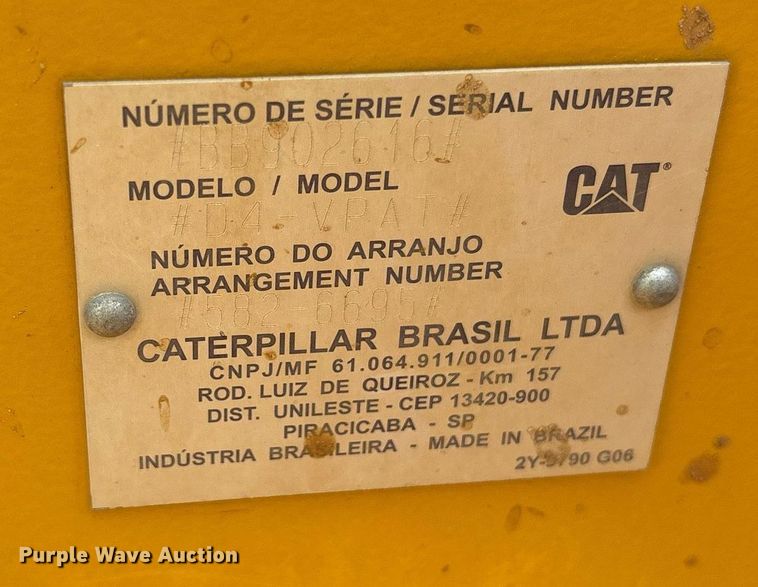 NÚMERO DE SÉRIE / SERIAL NUMBER
#BB902616#
MODELO / MODEL
CAT®
#D4-VPAT#
NÚMERO DO ARRANJO
ARRANGEMENT NUMBER
#582-6695#
CATERPILLAR BRASIL LTDA
CNPJ/MF 61.064.911/0001-77
ROD. LUIZ DE QUEIROZ - Km 157
DIST. UNILESTE - CEP 13420-900
PIRACICABA - SP
INDÚSTRIA BRASILEIRA - MADE IN BRAZIL
G06
Purple Wave Auction